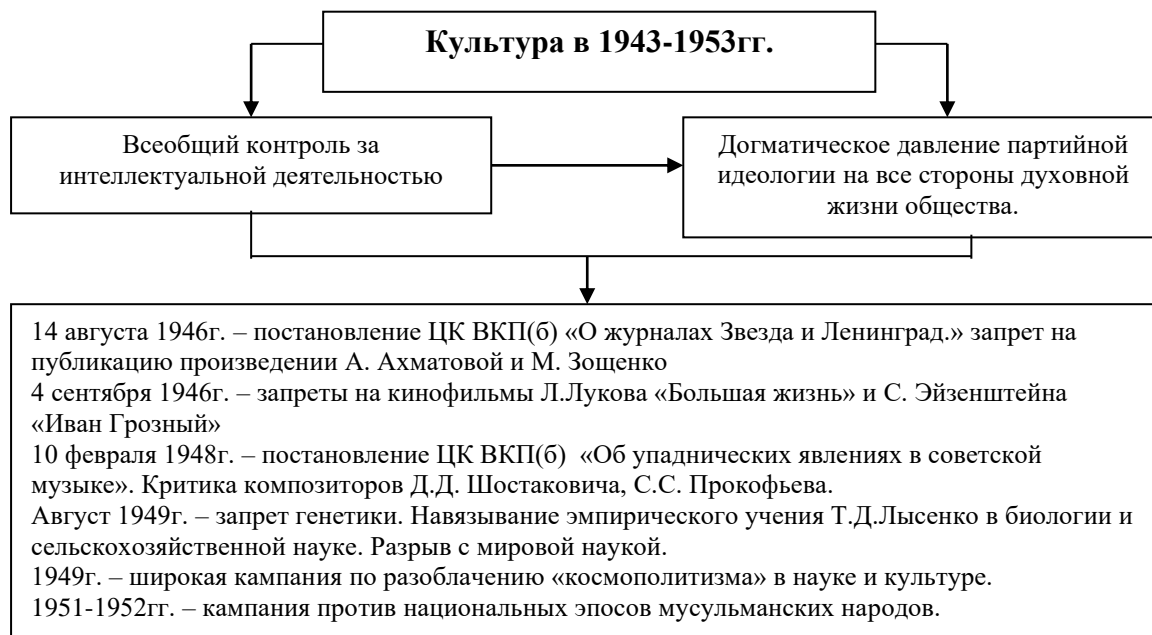 Культура в 1943-1953гг.
Всеобщий контроль за
интеллектуальной деятельностью
Догматическое давление партийной
идеологии на все стороны духовной
жизни общества.
14 августа 1946г. – постановление ЦК ВКП(б) «О журналах Звезда и Ленинград.» запрет на
публикацию произведении А. Ахматовой и М. Зощенко
4 сентября 1946г. – запреты на кинофильмы Л.Лукова «Большая жизнь» и С. Эйзенштейна
«Иван Грозный»
10 февраля 1948г. – постановление ЦК ВКП(б) «Об упаднических явлениях в советской
музыке». Критика композиторов Д.Д. Шостаковича, С.С. Прокофьева.
Август 1949г. – запрет генетики. Навязывание эмпирического учения Т.Д.Лысенко в биологии и
сельскохозяйственной науке. Разрыв с мировой наукой.
1949г. – широкая кампания по разоблачению «космополитизма» в науке и культуре.
1951-1952гг. – кампания против национальных эпосов мусульманских народов.